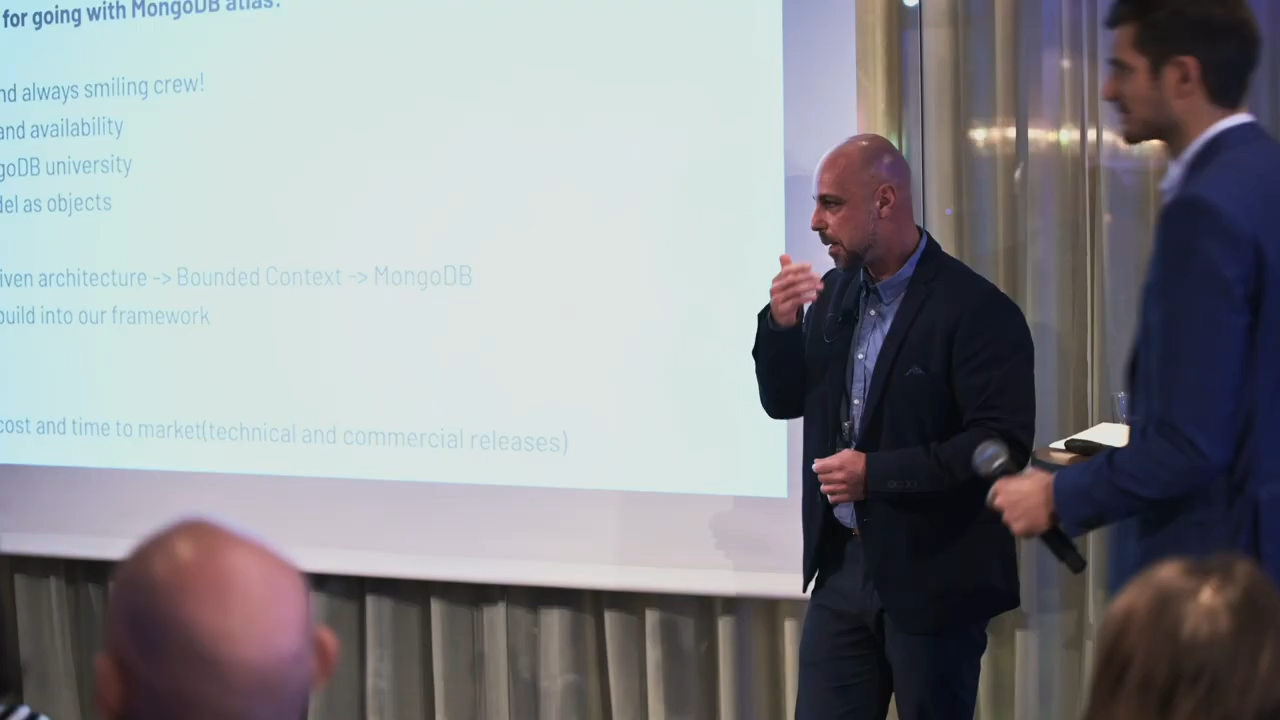 for going with MongoDB atlas?
nd always smiling crew!
and availability
goDB university
del as objects
iven architecture -> Bounded Context -> MongoDB
build into our framework
cost and time to market(technical and commercial releases)